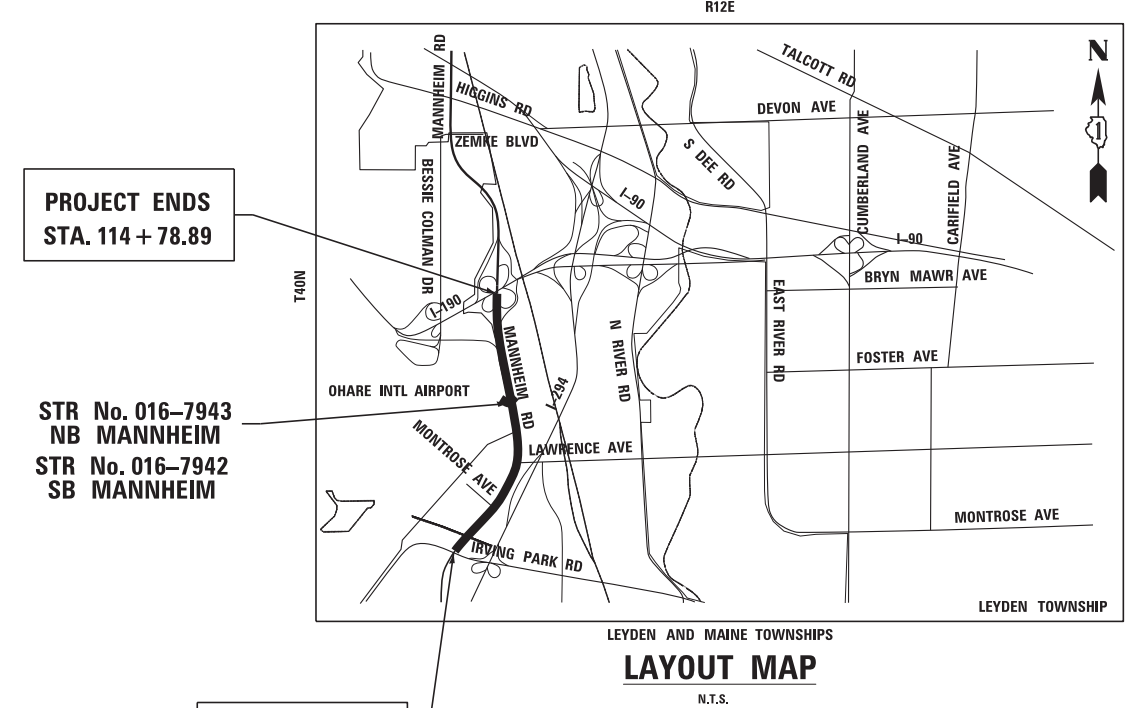 R12E
MANNHEIM RD
HIGGINS RD
TALCOTT RD
N
DEVON AVE
1
ZEMKE BLVD
S DEE RD
CUMBERLAND AVE
CARIFIELD AVE
BESSIE COLMAN DR
I-90
I-90
PROJECT ENDS
STA. 114 + 78.89
T40N
BRYN MAWR AVE
I-190
EAST RIVER RD
MANNHEIM RD
N RIVER RD
FOSTER AVE
OHARE INTL AIRPORT
I-294
STR No. 016-7943
NB MANNHEIM
STR No. 016-7942
SB MANNHEIM
MONTROSE AVE
LAWRENCE AVE
MONTROSE AVE
IRVING PARK RD
LEYDEN TOWNSHIP
LEYDEN AND MAINE TOWNSHIPS
LAYOUT MAP
N.T.S.